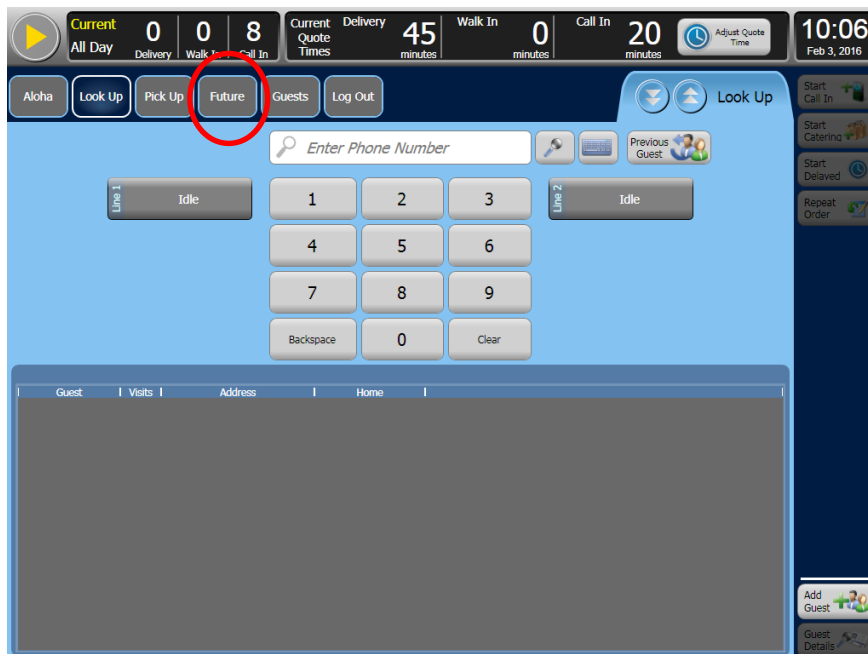 Current
All Day
0
Delivery
0
Walk In
8
Call In
Current
Quote
Times
Delivery
45
minutes
Walk In
0
minutes
Call In
20
minutes
Adjust Quote
Time
10:06
Feb 3, 2016
Aloha
Look Up
Pick Up
Future
Guests
Log Out
Look Up
Start
Call In
Start
Catering
Start
Delayed
Repeat
Order
Enter Phone Number
Previous
Guest
Line 1
Idle
1
2
3
Line 2
Idle
4
5
6
7
8
9
Backspace
0
Clear
Guest
Visits
Address
Home
Add
Guest
Guest
Details